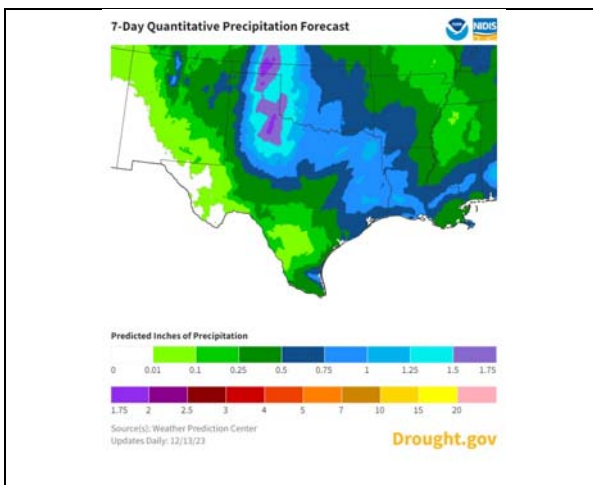 7-Day Quantitative Precipitation Forecast
NOAA NIDIS
Predicted Inches of Precipitation
0 0.01 0.1 0.25 0.5 0.75 1 1.25 1.5 1.75
1.75 2 2.5 3 4 5 7 10 15 20
Source(s): Weather Prediction Center
Updates Daily: 12/13/23
Drought.gov